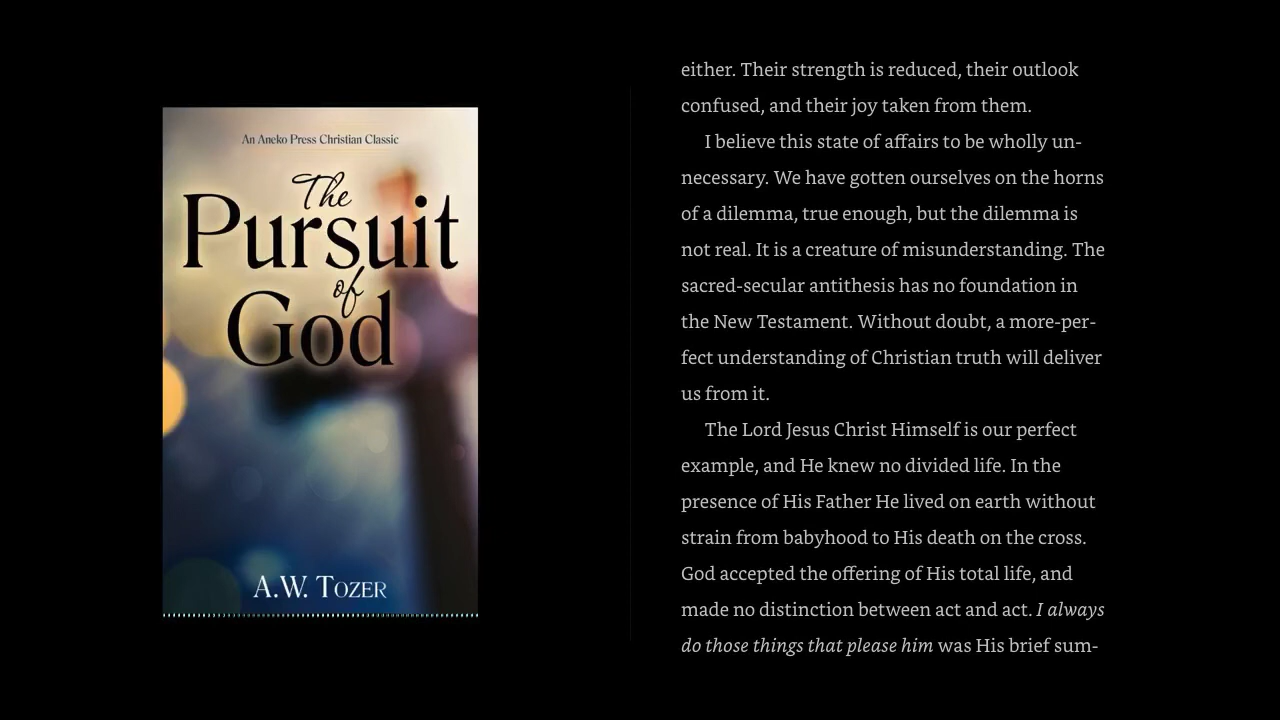 An Aneko Press Christian Classic
The
Pursuit
of
God
A.W. Tozer
either. Their strength is reduced, their outlook
confused, and their joy taken from them.
I believe this state of affairs to be wholly un-
necessary. We have gotten ourselves on the horns
of a dilemma, true enough, but the dilemma is
not real. It is a creature of misunderstanding. The
sacred-secular antithesis has no foundation in
the New Testament. Without doubt, a more-per-
fect understanding of Christian truth will deliver
us from it.
The Lord Jesus Christ Himself is our perfect
example, and He knew no divided life. In the
presence of His Father He lived on earth without
strain from babyhood to His death on the cross.
God accepted the offering of His total life, and
made no distinction between act and act. I always
do those things that please him was His brief sum-